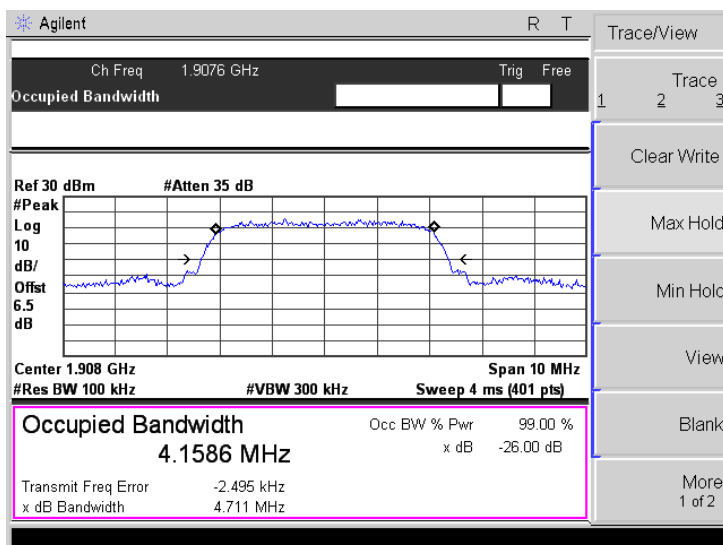 Agilent R T
Trace/View
Ch Freq 1.9076 GHz Trig Free
Occupied Bandwidth
Trace
1 2 3
Clear Write
Max Hold
Min Hold
View
Blank
More
1 of 2
Ref 30 dBm #Atten 35 dB
#Peak
Log
10
dB/
Offst
6.5
dB
Center 1.908 GHz Span 10 MHz
#Res BW 100 kHz #VBW 300 kHz Sweep 4 ms (401 pts)
Occupied Bandwidth Occ BW % Pwr 99.00 %
4.1586 MHz x dB -26.00 dB
Transmit Freq Error -2.495 kHz
x dB Bandwidth 4.711 MHz